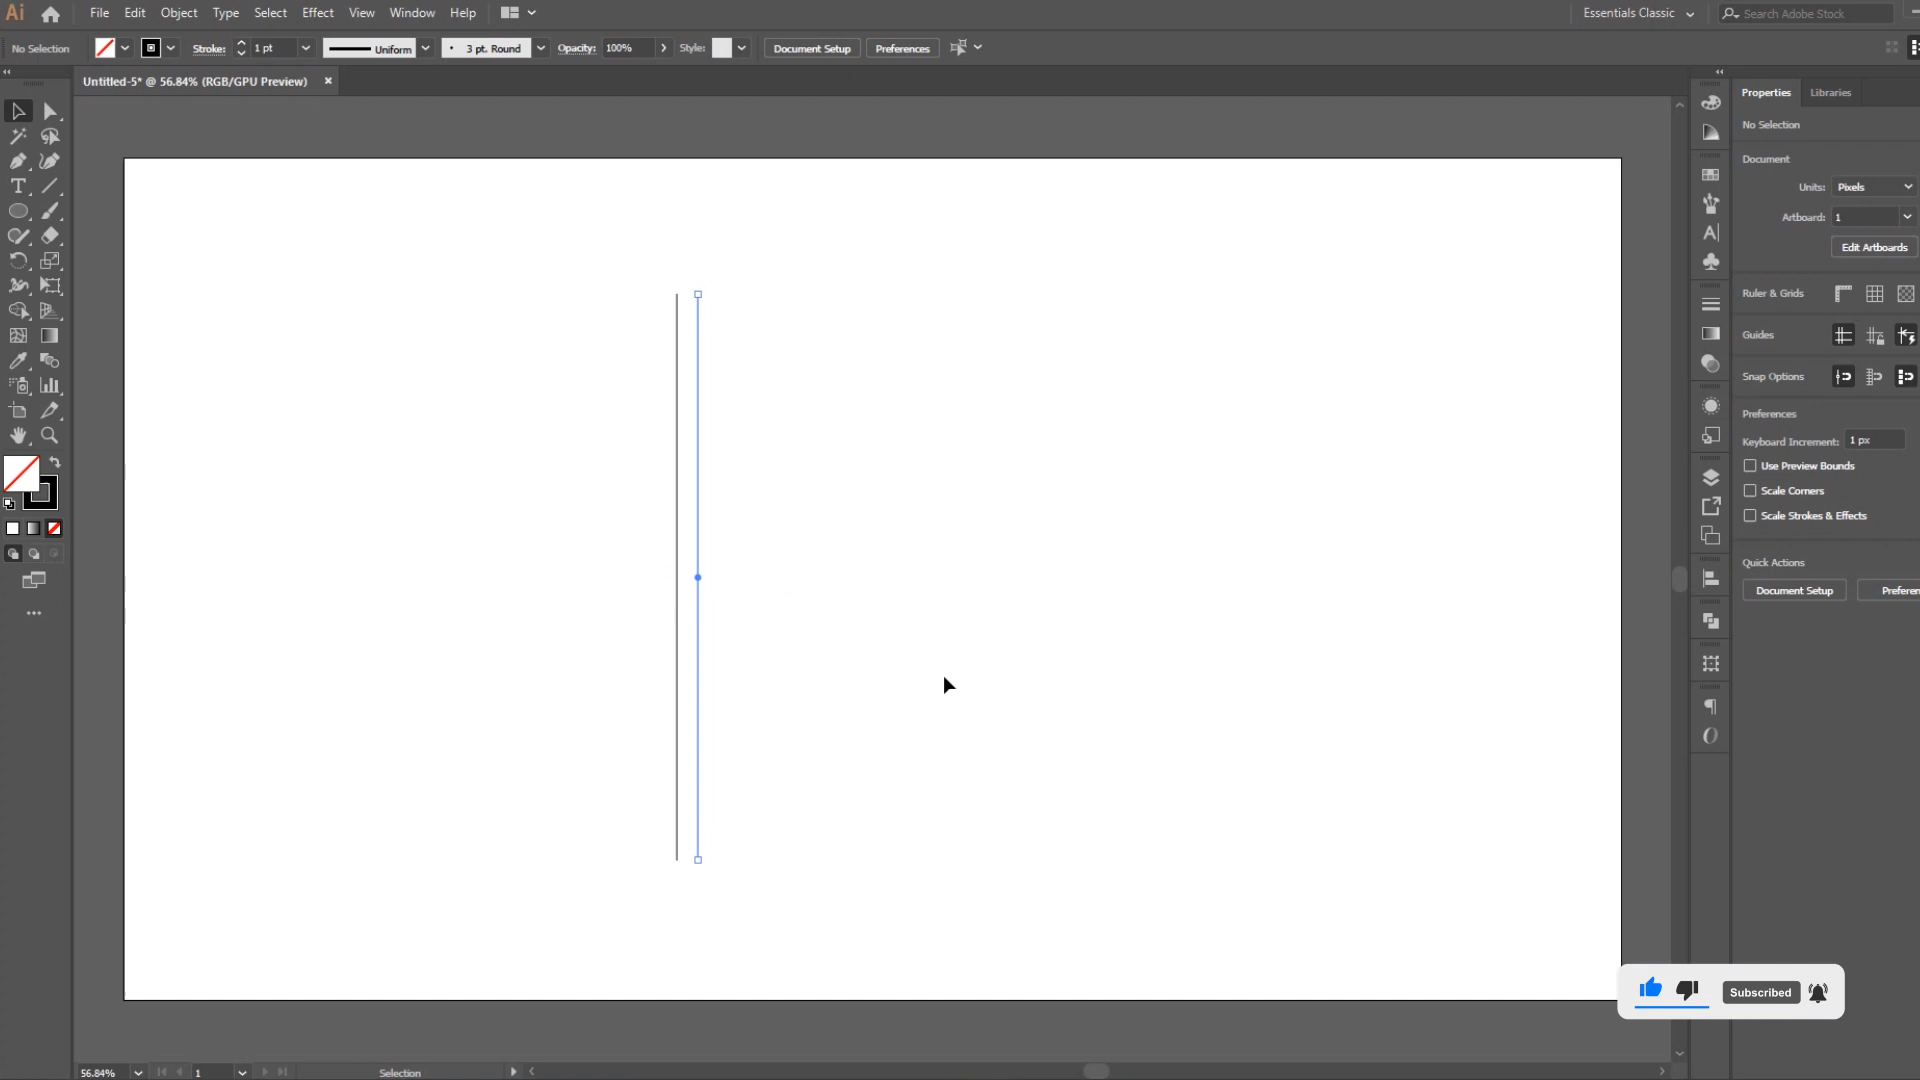 Ai File Edit Object Type Select Effect View Window Help Essentials Classic Search Adobe Stock
No Selection Stroke: 1 pt Uniform 3 pt. Round Opacity: 100% Style: Document Setup Preferences
Untitled-5* @ 56.84% (RGB/GPU Preview) ×
Properties Libraries
No Selection
Document
Units: Pixels
Artboard: 1
Edit Artboards
Ruler & Grids
Guides
Snap Options
Preferences
Keyboard Increment: 1 px
Use Preview Bounds
Scale Corners
Scale Strokes & Effects
Quick Actions
Document Setup Preferen
Subscribed
56.84% 1 Selection